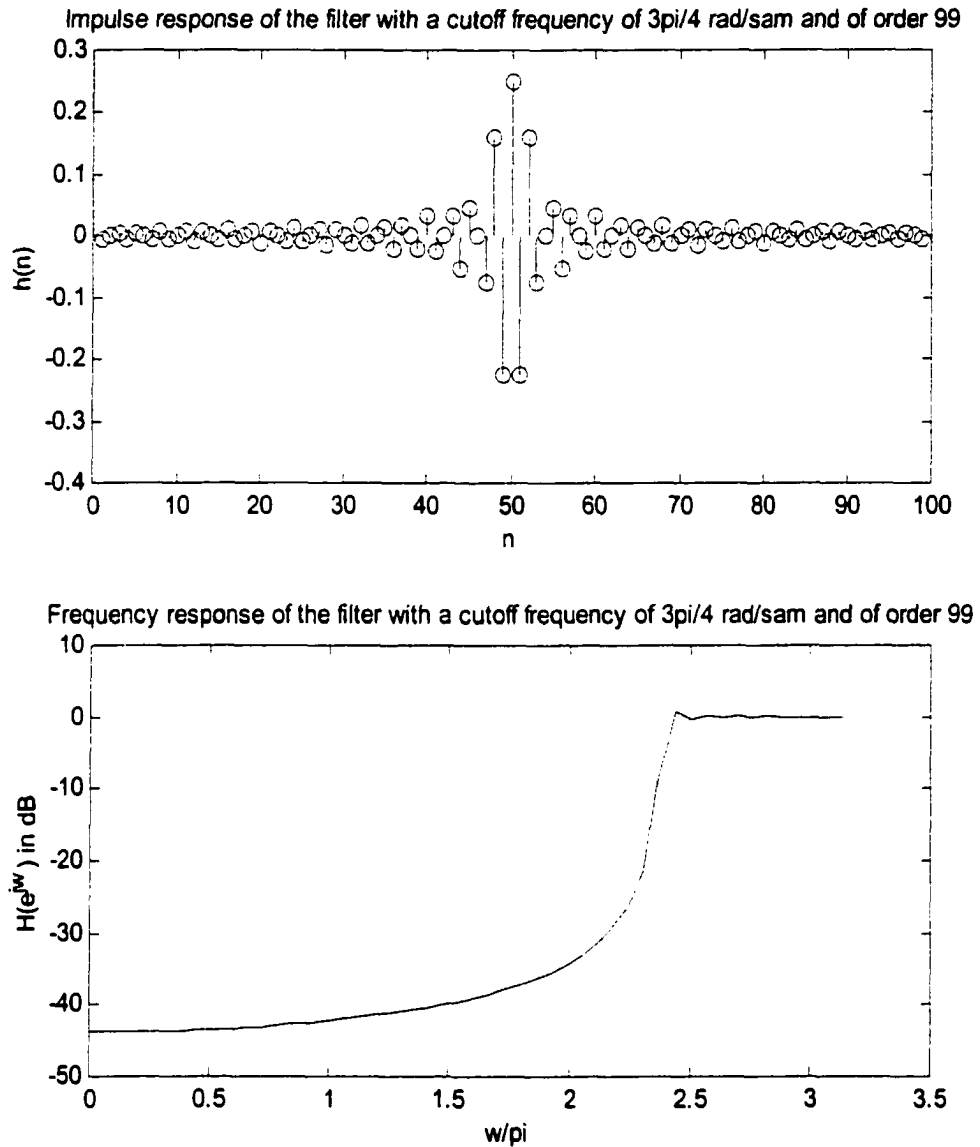 Impulse response of the filter with a cutoff frequency of 3pi/4 rad/sam and of order 99
0.3
0.2
0.1
0
-0.1
-0.2
-0.3
-0.4
h(n)
0 10 20 30 40 50 60 70 80 90 100
n
Frequency response of the filter with a cutoff frequency of 3pi/4 rad/sam and of order 99
10
0
-10
-20
-30
-40
-50
H(e^jw) in dB
0 0.5 1 1.5 2 2.5 3 3.5
w/pi